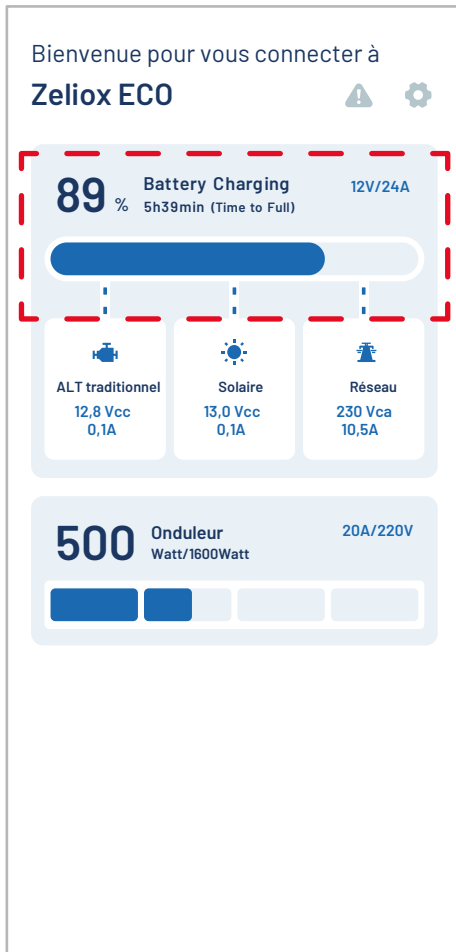 Bienvenue pour vous connecter à
Zeliox ECO
89 %
Battery Charging
5h39min (Time to Full)
12V/24A
ALT traditionnel
12,8 Vcc
0,1A
Solaire
13,0 Vcc
0,1A
Réseau
230 Vca
10,5A
500
Onduleur
Watt/1600Watt
20A/220V